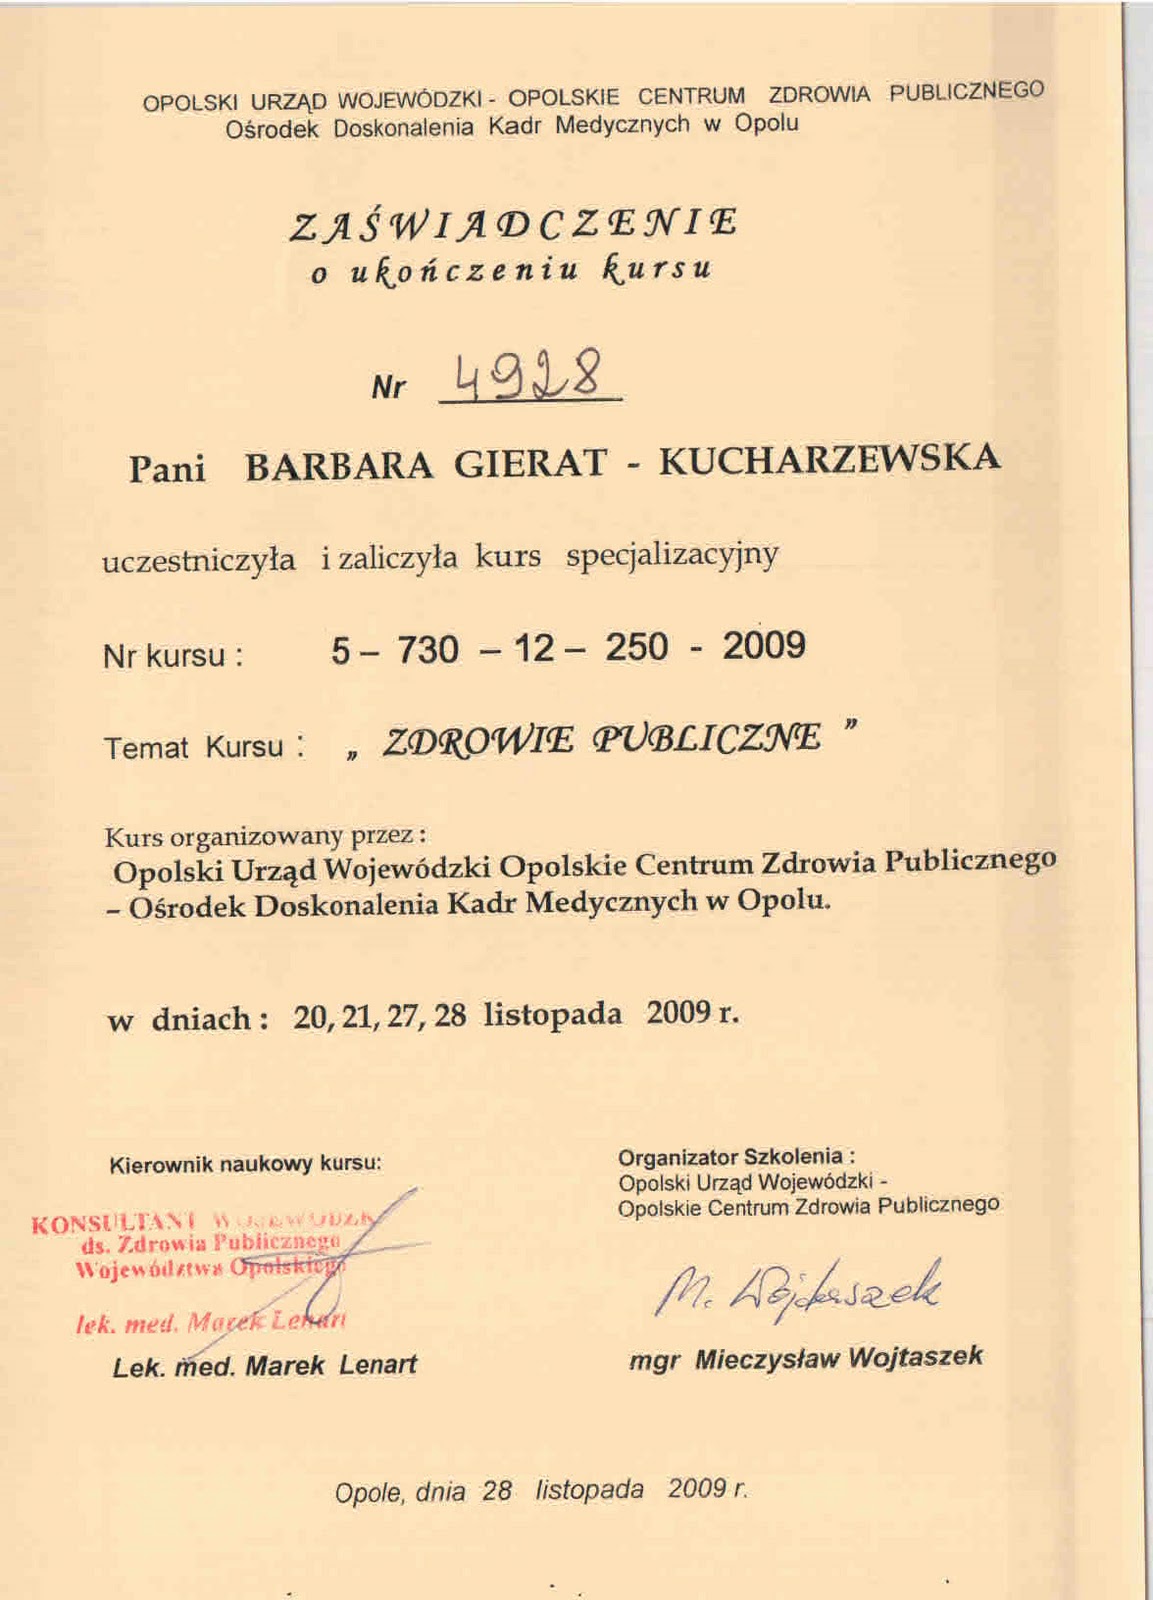 OPOLSKI URZĄD WOJEWÓDZKI - OPOLSKIE CENTRUM ZDROWIA PUBLICZNEGO
Ośrodek Doskonalenia Kadr Medycznych w Opolu
ZAŚWIADCZENIE
o ukończeniu kursu
Nr 4928
Pani BARBARA GIERAT - KUCHARZEWSKA
uczestniczyła i zaliczyła kurs specjalizacyjny
Nr kursu : 5 – 730 – 12 – 250 - 2009
Temat Kursu : „ ZDROWIE PUBLICZNE ”
Kurs organizowany przez :
Opolski Urząd Wojewódzki Opolskie Centrum Zdrowia Publicznego
– Ośrodek Doskonalenia Kadr Medycznych w Opolu.
w dniach : 20, 21, 27, 28 listopada 2009 r.
Kierownik naukowy kursu:
KONSULTANT WOJEWÓDZKI
ds. Zdrowia Publicznego
Województwa Opolskiego
lek. med. Marek Lenart
Lek. med. Marek Lenart
Organizator Szkolenia :
Opolski Urząd Wojewódzki -
Opolskie Centrum Zdrowia Publicznego
M. Wojtaszek
mgr Mieczysław Wojtaszek
Opole, dnia 28 listopada 2009 r.